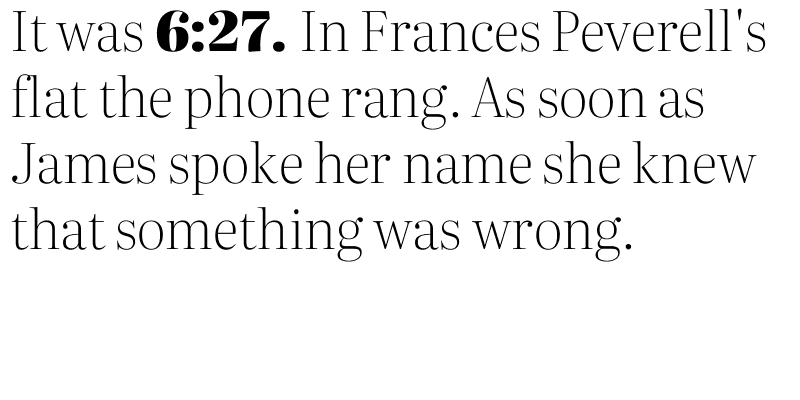 It was 6:27. In Frances Peverell's
flat the phone rang. As soon as
James spoke her name she knew
that something was wrong.